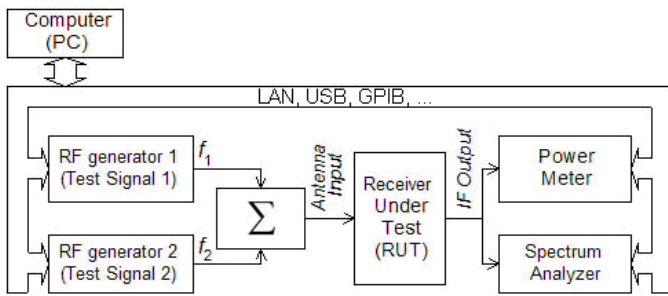 Computer
(PC)
LAN, USB, GPIB, ...
RF generator 1
(Test Signal 1)
f1
Σ
RF generator 2
(Test Signal 2)
f2
Antenna
Input
Receiver
Under
Test
(RUT)
IF Output
Power
Meter
Spectrum
Analyzer